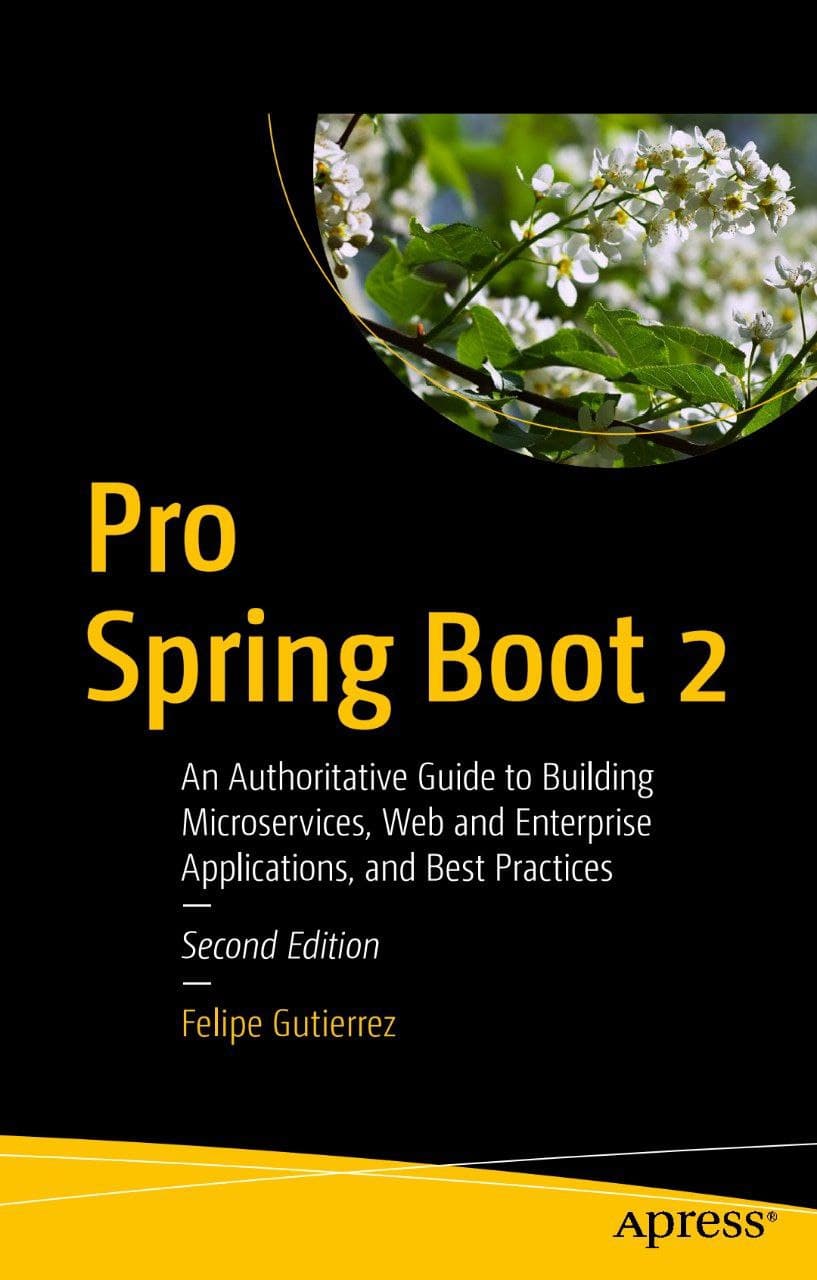 Pro
Spring Boot 2
An Authoritative Guide to Building
Microservices, Web and Enterprise
Applications, and Best Practices
—
Second Edition
—
Felipe Gutierrez
Apress®